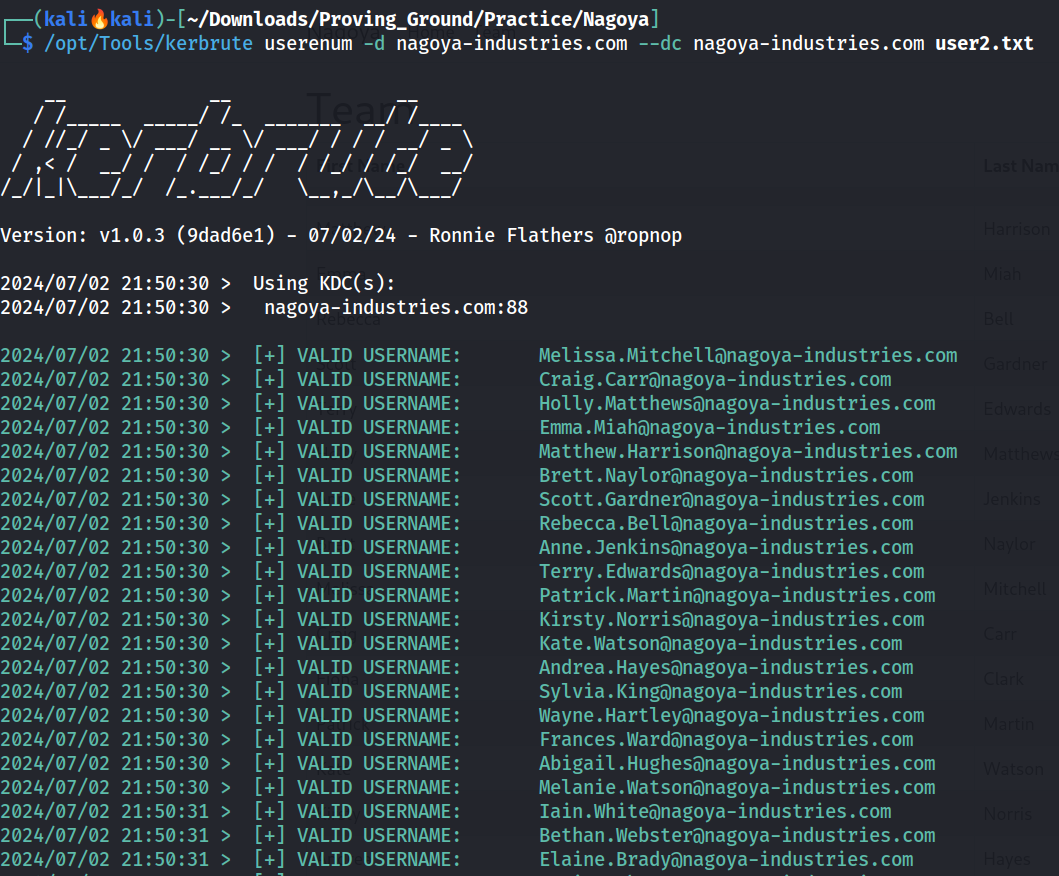 ┌──(kali🔥kali)-[~/Downloads/Proving_Ground/Practice/Nagoya]
└─$ /opt/Tools/kerbrute userenum -d nagoya-industries.com --dc nagoya-industries.com user2.txt
Team
Last Nam
kerbrute
Version: v1.0.3 (9dad6e1) - 07/02/24 - Ronnie Flathers @ropnop
Harrison
2024/07/02 21:50:30 >  Using KDC(s):
Miah
2024/07/02 21:50:30 >   nagoya-industries.com:88
Rebecca
Bell
2024/07/02 21:50:30 >  [+] VALID USERNAME:       Melissa.Mitchell@nagoya-industries.com
Gardner
2024/07/02 21:50:30 >  [+] VALID USERNAME:       Craig.Carr@nagoya-industries.com
2024/07/02 21:50:30 >  [+] VALID USERNAME:       Holly.Matthews@nagoya-industries.com
Edwards
2024/07/02 21:50:30 >  [+] VALID USERNAME:       Emma.Miah@nagoya-industries.com
2024/07/02 21:50:30 >  [+] VALID USERNAME:       Matthew.Harrison@nagoya-industries.com
Matthews
2024/07/02 21:50:30 >  [+] VALID USERNAME:       Brett.Naylor@nagoya-industries.com
2024/07/02 21:50:30 >  [+] VALID USERNAME:       Scott.Gardner@nagoya-industries.com
Jenkins
2024/07/02 21:50:30 >  [+] VALID USERNAME:       Rebecca.Bell@nagoya-industries.com
2024/07/02 21:50:30 >  [+] VALID USERNAME:       Anne.Jenkins@nagoya-industries.com
Naylor
2024/07/02 21:50:30 >  [+] VALID USERNAME:       Terry.Edwards@nagoya-industries.com
Mitchell
2024/07/02 21:50:30 >  [+] VALID USERNAME:       Patrick.Martin@nagoya-industries.com
2024/07/02 21:50:30 >  [+] VALID USERNAME:       Kirsty.Norris@nagoya-industries.com
Carr
2024/07/02 21:50:30 >  [+] VALID USERNAME:       Kate.Watson@nagoya-industries.com
2024/07/02 21:50:30 >  [+] VALID USERNAME:       Andrea.Hayes@nagoya-industries.com
Clark
2024/07/02 21:50:30 >  [+] VALID USERNAME:       Sylvia.King@nagoya-industries.com
2024/07/02 21:50:30 >  [+] VALID USERNAME:       Wayne.Hartley@nagoya-industries.com
Martin
2024/07/02 21:50:30 >  [+] VALID USERNAME:       Frances.Ward@nagoya-industries.com
2024/07/02 21:50:30 >  [+] VALID USERNAME:       Abigail.Hughes@nagoya-industries.com
Watson
2024/07/02 21:50:30 >  [+] VALID USERNAME:       Melanie.Watson@nagoya-industries.com
2024/07/02 21:50:31 >  [+] VALID USERNAME:       Iain.White@nagoya-industries.com
Norris
2024/07/02 21:50:31 >  [+] VALID USERNAME:       Bethan.Webster@nagoya-industries.com
2024/07/02 21:50:31 >  [+] VALID USERNAME:       Elaine.Brady@nagoya-industries.com
Hayes